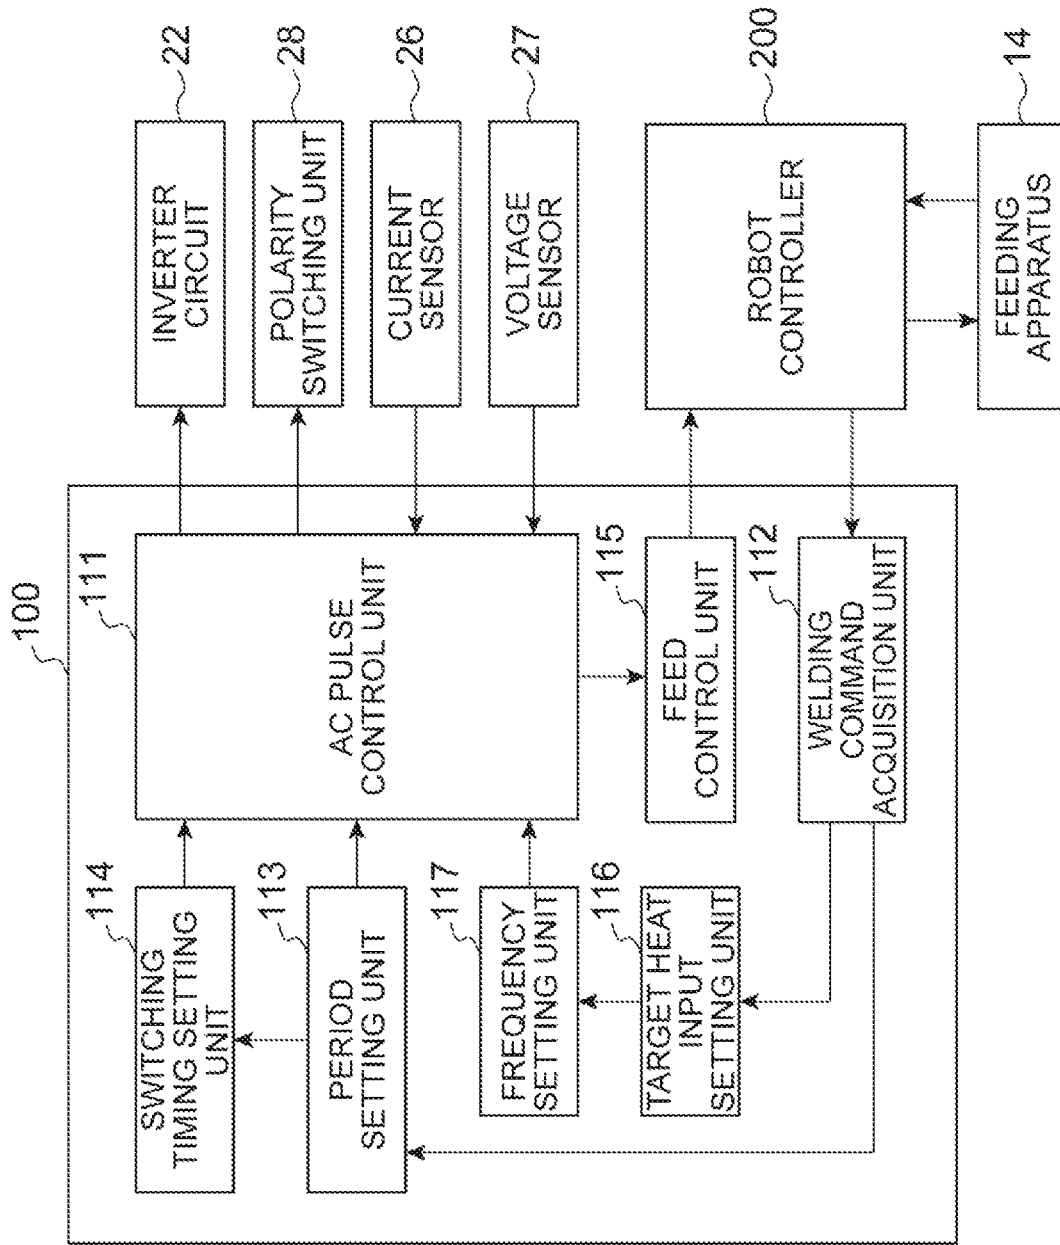 100
114
SWITCHING
TIMING SETTING
UNIT
113
PERIOD
SETTING UNIT
117
FREQUENCY
SETTING UNIT
116
TARGET HEAT
INPUT
SETTING UNIT
111
AC PULSE
CONTROL UNIT
115
FEED
CONTROL UNIT
112
WELDING
COMMAND
ACQUISITION UNIT
22
INVERTER
CIRCUIT
28
POLARITY
SWITCHING UNIT
26
CURRENT
SENSOR
27
VOLTAGE
SENSOR
200
ROBOT
CONTROLLER
14
FEEDING
APPARATUS